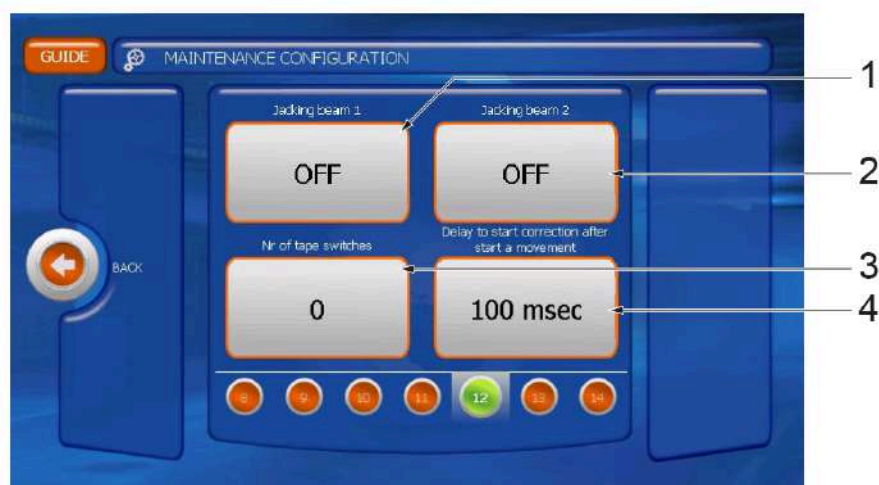 GUIDE
MAINTENANCE CONFIGURATION
1
Jacking beam 1
Jacking beam 2
OFF
OFF
2
Nr of tape switches
Delay to start correction after
start a movement
3
0
100 msec
4
BACK
8
9
10
11
12
13
14